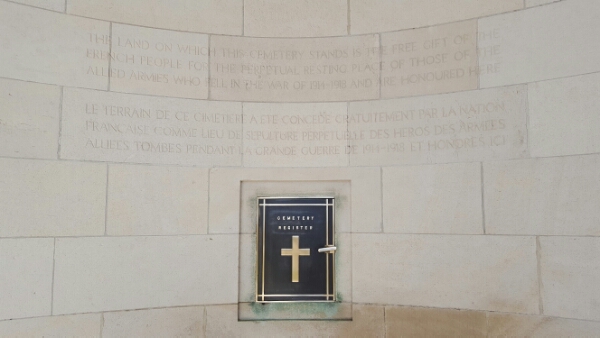 THE LAND ON WHICH THIS CEMETERY STANDS IS THE FREE GIFT OF THE
FRENCH PEOPLE FOR THE PERPETUAL RESTING PLACE OF THOSE OF THE
ALLIED ARMIES WHO FELL IN THE WAR OF 1914-1918 AND ARE HONOURED HERE
LE TERRAIN DE CE CIMETIERE A ETE CONCEDE GRATUITEMENT PAR LA NATION
FRANÇAISE COMME LIEU DE SEPULTURE PERPETUELLE DES HEROS DES ARMEES
ALLIEES TOMBES PENDANT LA GRANDE GUERRE DE 1914-1918 ET HONORES ICI
CEMETERY
REGISTER